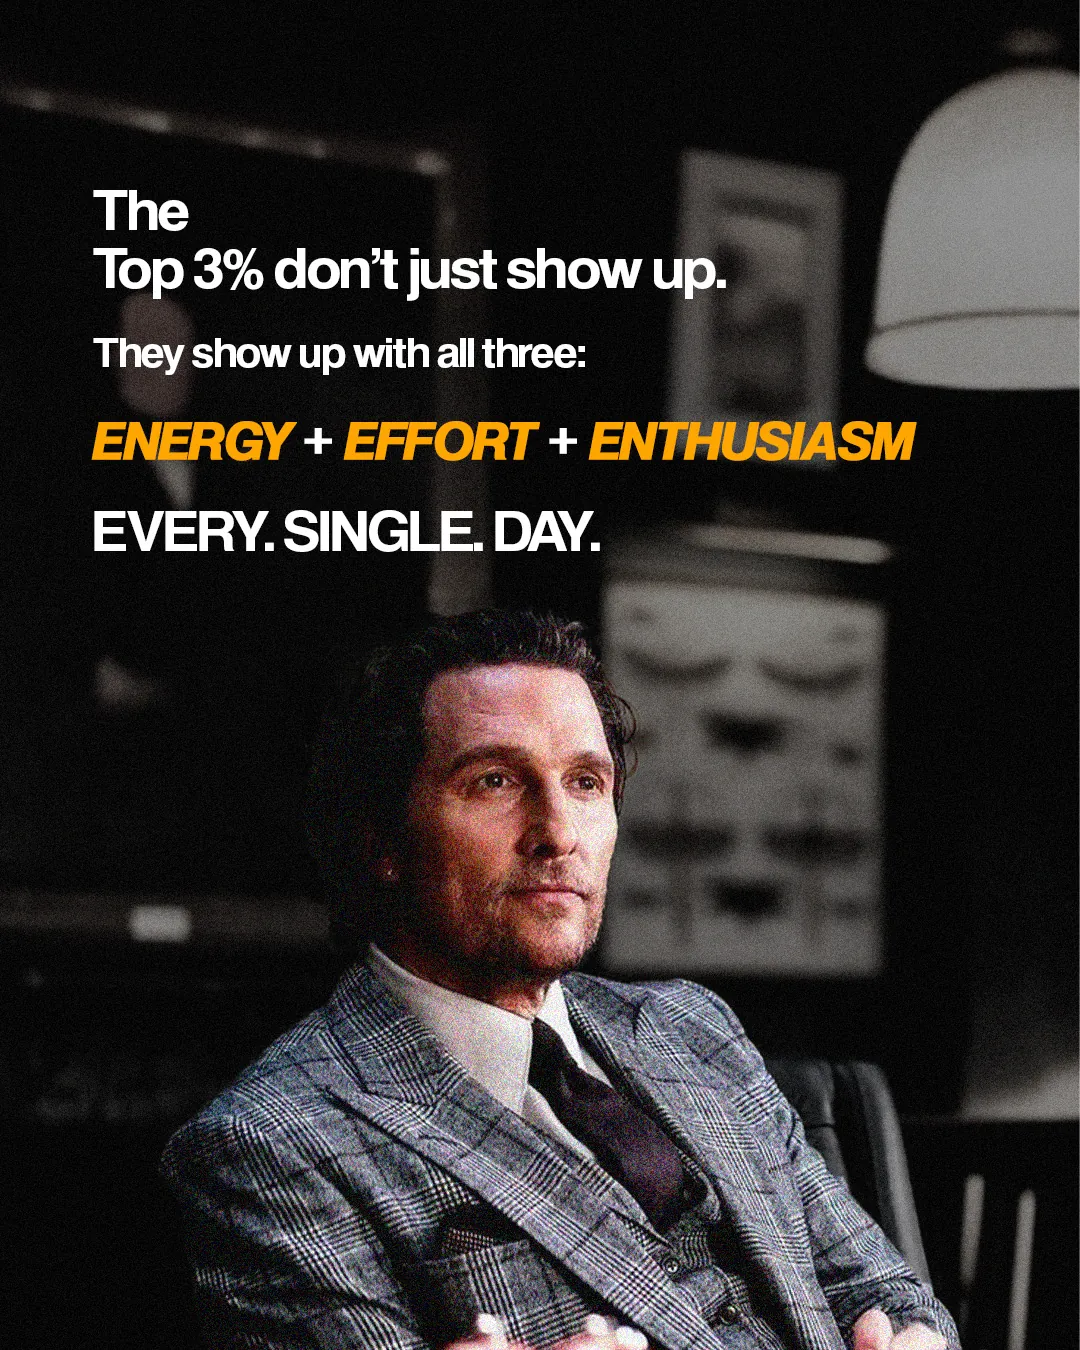 The
Top 3% don’t just show up.
They show up with all three:
ENERGY + EFFORT + ENTHUSIASM
EVERY. SINGLE. DAY.